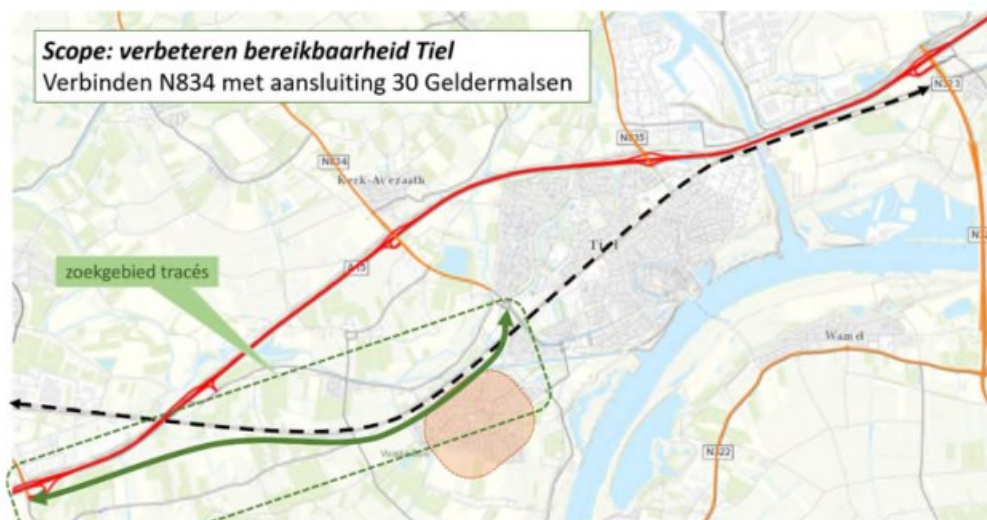 Scope: verbeteren bereikbaarheid Tiel
Verbinden N834 met aansluiting 30 Geldermalsen
N323
N835
N834
Kerk-Avezaath
Tiel
A15
zoekgebied tracés
Wamel
N322